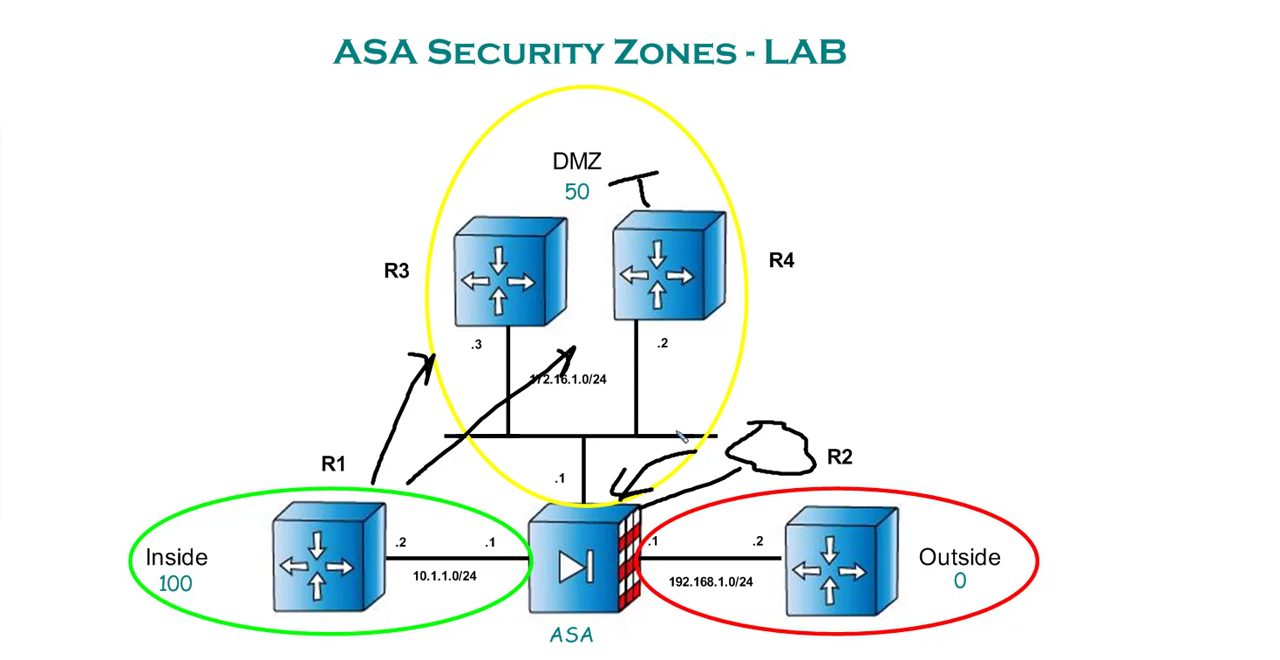 ASA SECURITY ZONES - LAB
DMZ
50
R3
R4
.3
.2
172.16.1.0/24
R1
.1
R2
Inside
100
.2
.1
10.1.1.0/24
.1
.2
192.168.1.0/24
Outside
0
ASA